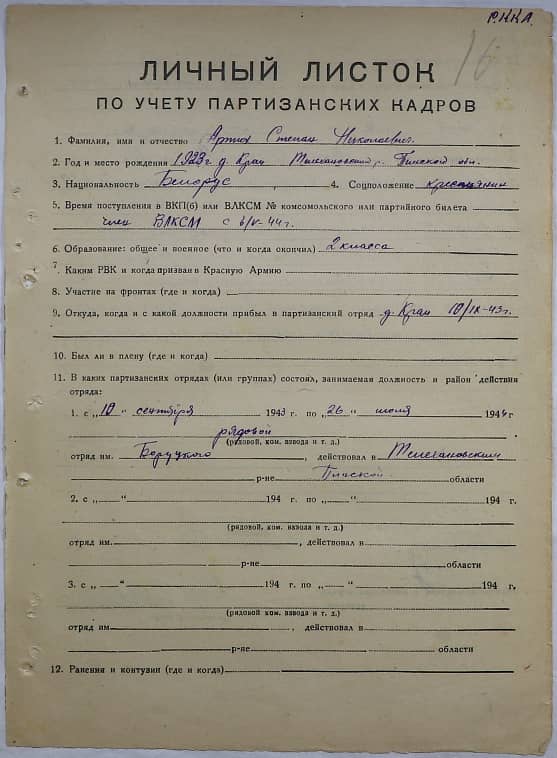 Р.К.К.А.
16
ЛИЧНЫЙ ЛИСТОК
ПО УЧЕТУ ПАРТИЗАНСКИХ КАДРОВ
1. Фамилия, имя и отчество Степан Николаевич.
2. Год и место рождения 1923г. д. Края Телехановский р. Пинской обл.
3. Национальность Белорус 4. Соцположение крестьянин
5. Время поступления в ВКП(б) или ВЛКСМ № комсомольского или партийного билета
член ВЛКСМ с 6/V-44г.
6. Образование: общее и военное (что и когда окончил) 2 класса
7. Каким РВК и когда призван в Красную Армию
8. Участие на фронтах (где и когда)
9. Откуда, когда и с какой должности прибыл в партизанский отряд д. Края 10/IX-43г.
10. Был ли в плену (где и когда)
11. В каких партизанских отрядах (или группах) состоял, занимаемая должность и район действия
отряда:
1. с „10" сентября 1943 г. по „26" июля 1944 г
рядовой
(рядовой, ком. взвода и т. д.)
отряд им. , действовал в Телехановским
р-не Пинской области
2. с „ " 194 г. по „ " 194 г.
(рядовой, ком. взвода и т. д.)
отряд им. , действовал в
р-не области
3. с „ " 194 г. по „ " 194 г.
(рядовой, ком. взвода и т. д.)
отряд им. , действовал в
р-не области
12. Ранения и контузии (где и когда)